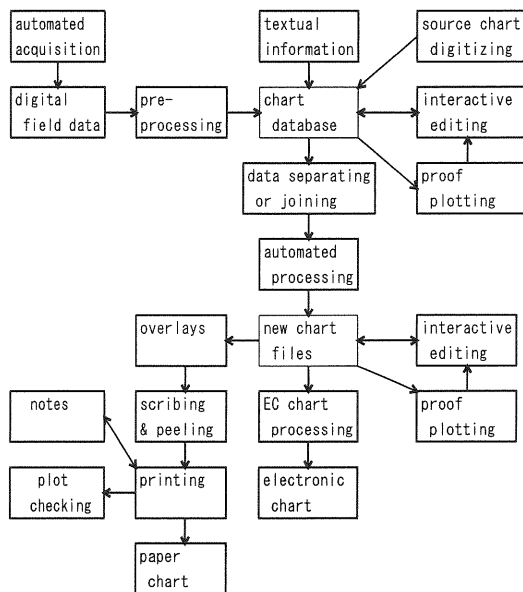 automated
acquisition
textual
information
source chart
digitizing
digital
field data
pre-
processing
chart
database
interactive
editing
data separating
or joining
proof
plotting
automated
processing
overlays
new chart
files
interactive
editing
notes
scribing
& peeling
EC chart
processing
proof
plotting
plot
checking
printing
electronic
chart
paper
chart